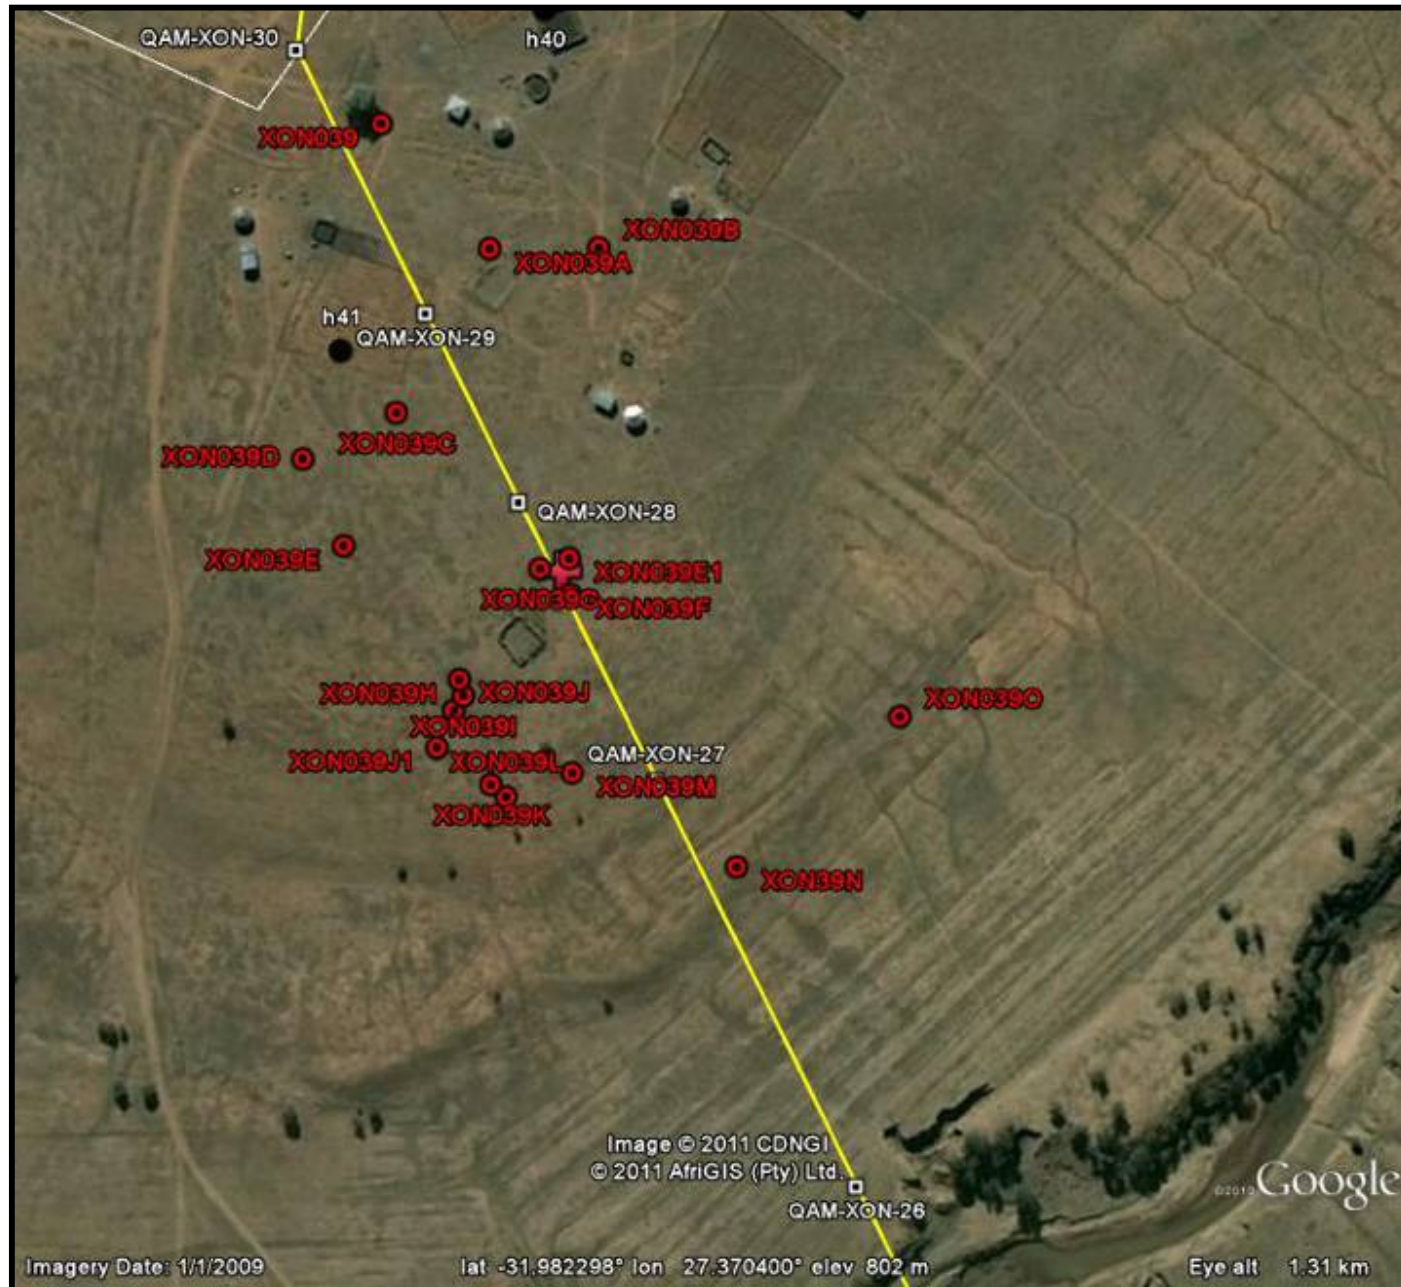 QAM-XON-30
h40
XON039
XON039B
XON039A
h41
QAM-XON-29
XON039C
XON039D
QAM-XON-28
XON039E
XON039E1
XON039G
XON039F
XON039H
XON039J
XON039I
XON039O
XON039J1
XON039L
QAM-XON-27
XON039M
XON039K
XON39N
Image © 2011 CDNGI
© 2011 AfriGIS (Pty) Ltd.
©2010 Google
QAM-XON-26
Imagery Date: 1/1/2009
lat -31.982298° lon 27.370400° elev 802 m
Eye alt 1.31 km